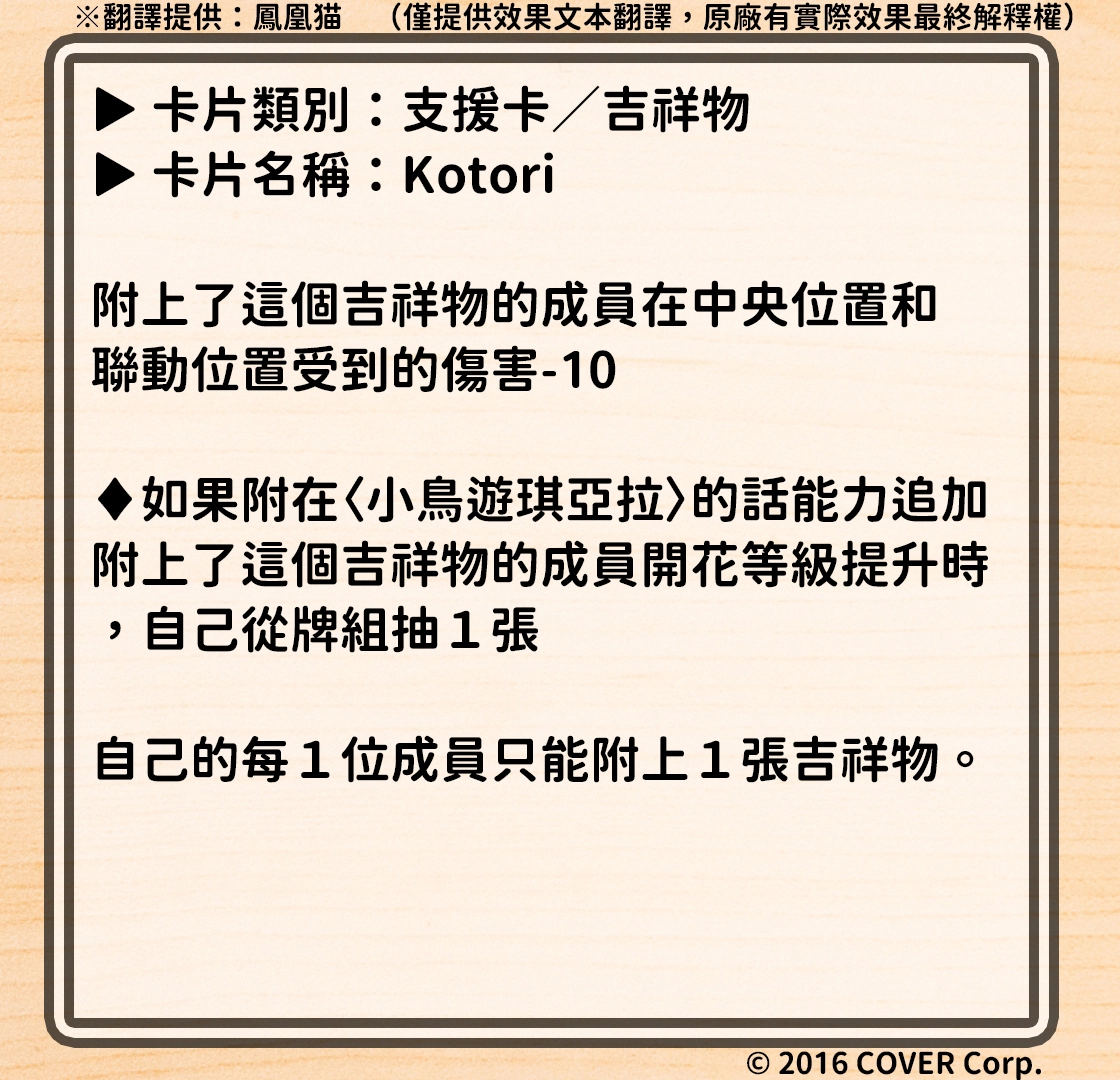 ※翻譯提供：鳳凰猫　（僅提供效果文本翻譯，原廠有實際效果最終解釋權）
▶ 卡片類別：支援卡／吉祥物
▶ 卡片名稱：Kotori
附上了這個吉祥物的成員在中央位置和
聯動位置受到的傷害-10
♦如果附在〈小鳥遊琪亞拉〉的話能力追加
附上了這個吉祥物的成員開花等級提升時
，自己從牌組抽１張
自己的每１位成員只能附上１張吉祥物。
© 2016 COVER Corp.